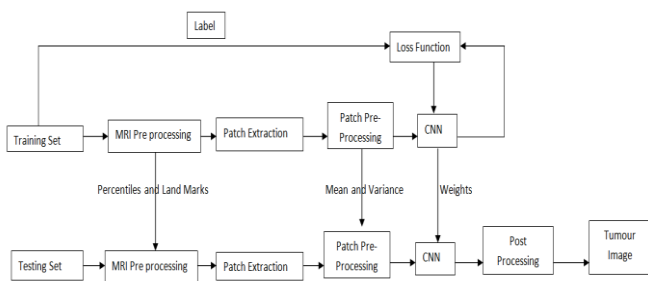 Label
Loss Function
Training Set
MRI Pre processing
Patch Extraction
Patch Pre-
Processing
CNN
Percentiles and Land Marks
Mean and Variance
Weights
Testing Set
MRI Pre processing
Patch Extraction
Patch Pre-
Processing
CNN
Post
Processing
Tumour
Image